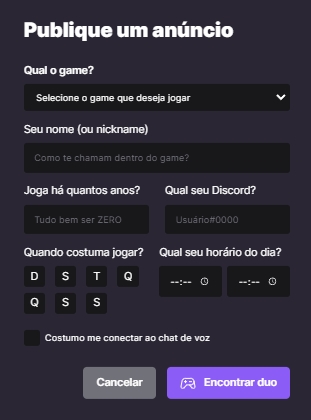 Publique um anúncio
Qual o game?
Selecione o game que deseja jogar
Seu nome (ou nickname)
Como te chamam dentro do game?
Joga há quantos anos? Qual seu Discord?
Tudo bem ser ZERO Usuário#0000
Quando costuma jogar? Qual seu horário do dia?
D S T Q --:-- --:--
Q S S
Costumo me conectar ao chat de voz
Cancelar Encontrar duo